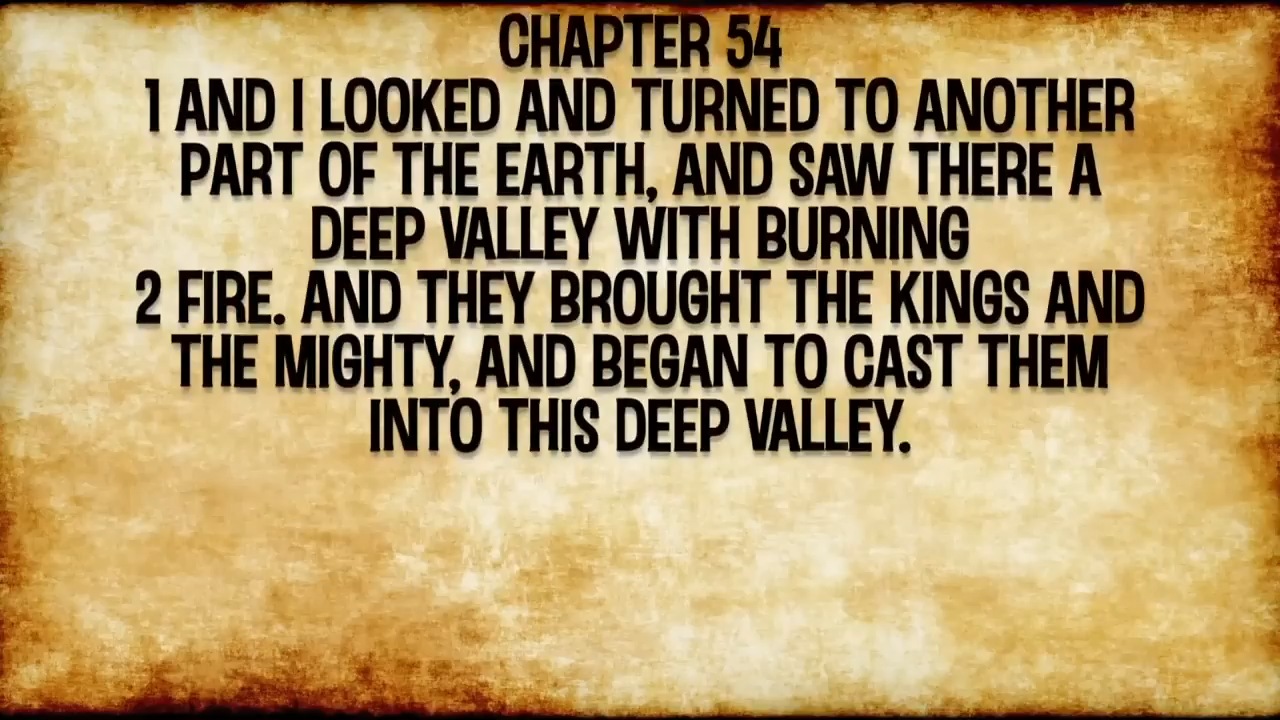 CHAPTER 54
1 AND I LOOKED AND TURNED TO ANOTHER
PART OF THE EARTH, AND SAW THERE A
DEEP VALLEY WITH BURNING
2 FIRE. AND THEY BROUGHT THE KINGS AND
THE MIGHTY, AND BEGAN TO CAST THEM
INTO THIS DEEP VALLEY.